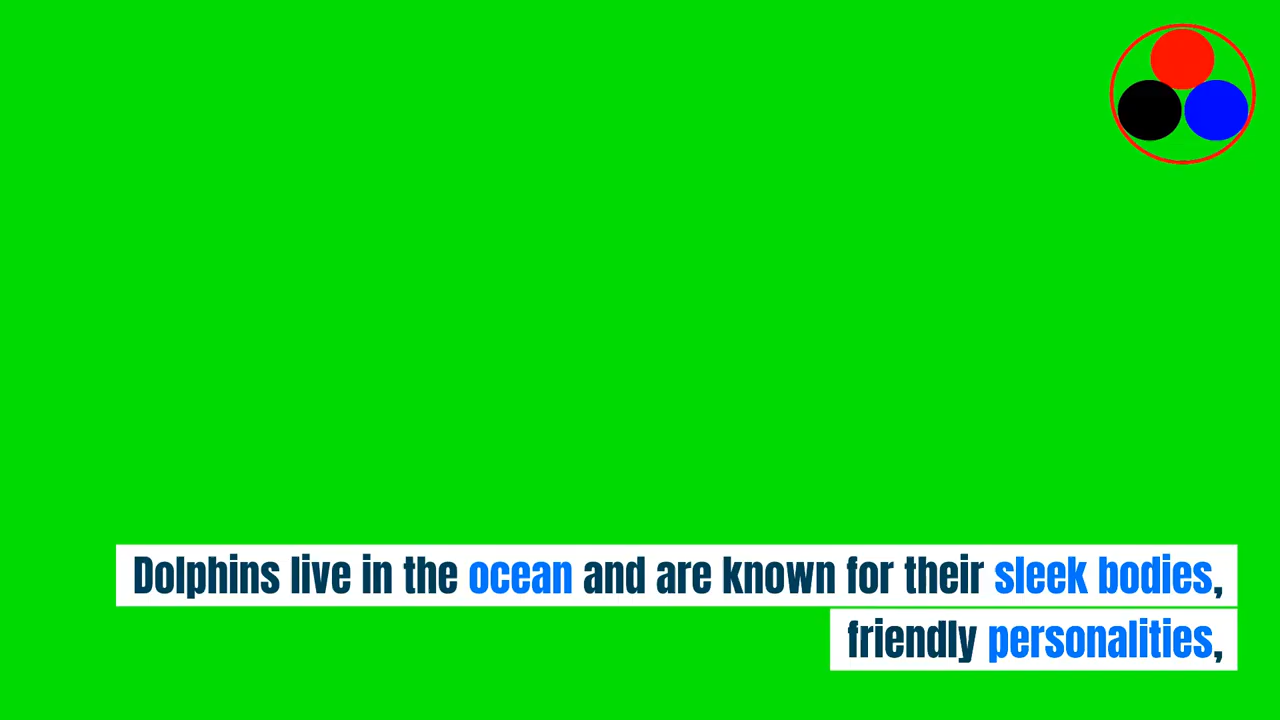 Dolphins live in the ocean and are known for their sleek bodies,
friendly personalities,